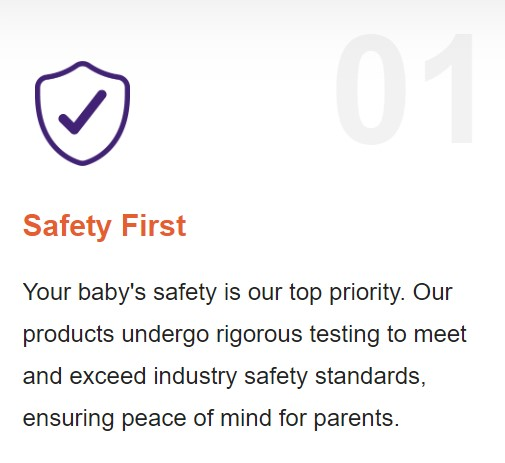 01
Safety First
Your baby's safety is our top priority. Our
products undergo rigorous testing to meet
and exceed industry safety standards,
ensuring peace of mind for parents.